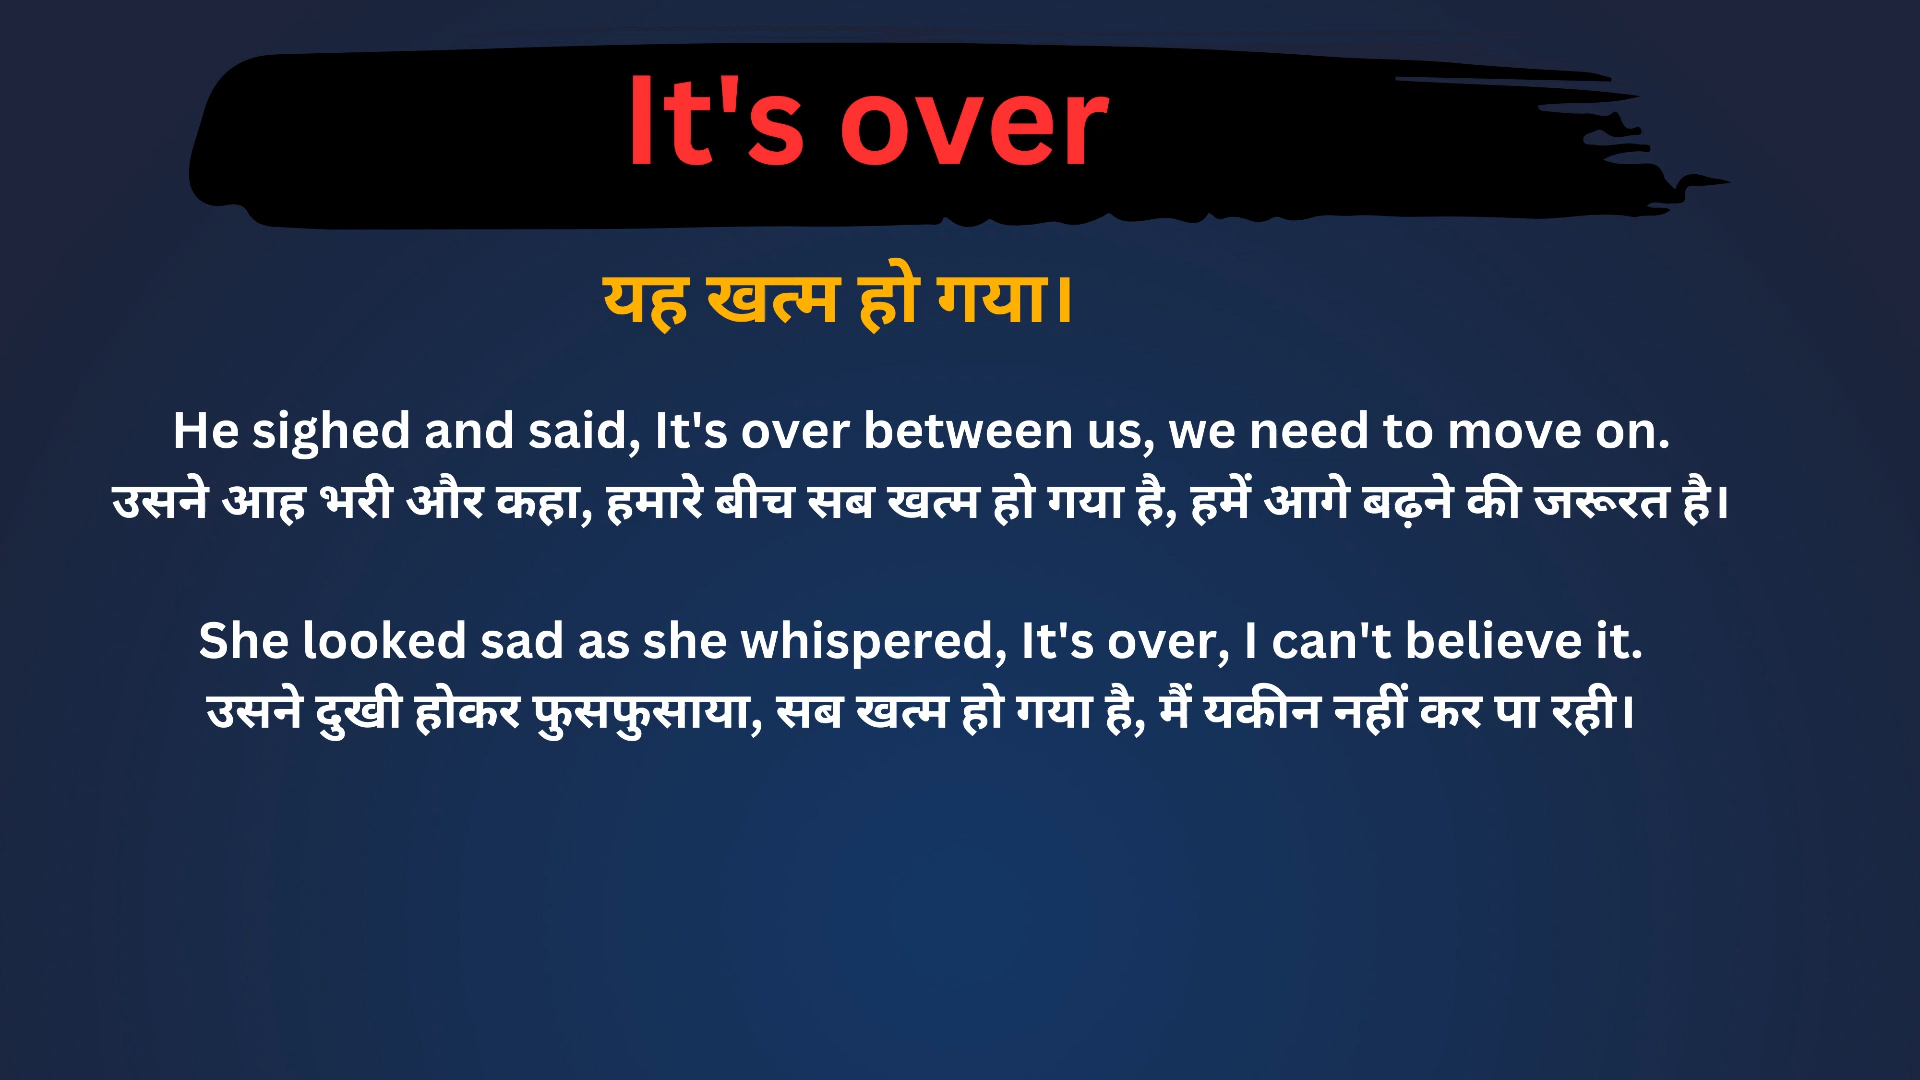 It's over
यह खत्म हो गया।
He sighed and said, It's over between us, we need to move on.
उसने आह भरी और कहा, हमारे बीच सब खत्म हो गया है, हमें आगे बढ़ने की जरूरत है।
She looked sad as she whispered, It's over, I can't believe it.
उसने दुखी होकर फुसफुसाया, सब खत्म हो गया है, मैं यकीन नहीं कर पा रही।